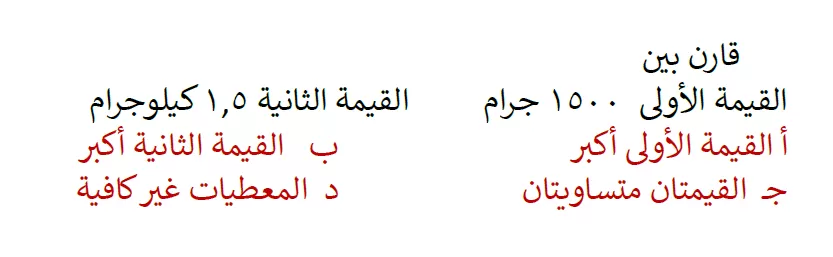 قارن بين
القيمة الأولى ١٥٠٠ جرام القيمة الثانية ١,٥ كيلوجرام
أ القيمة الأولى أكبر ب القيمة الثانية أكبر
جـ القيمتان متساويتان د المعطيات غير كافية